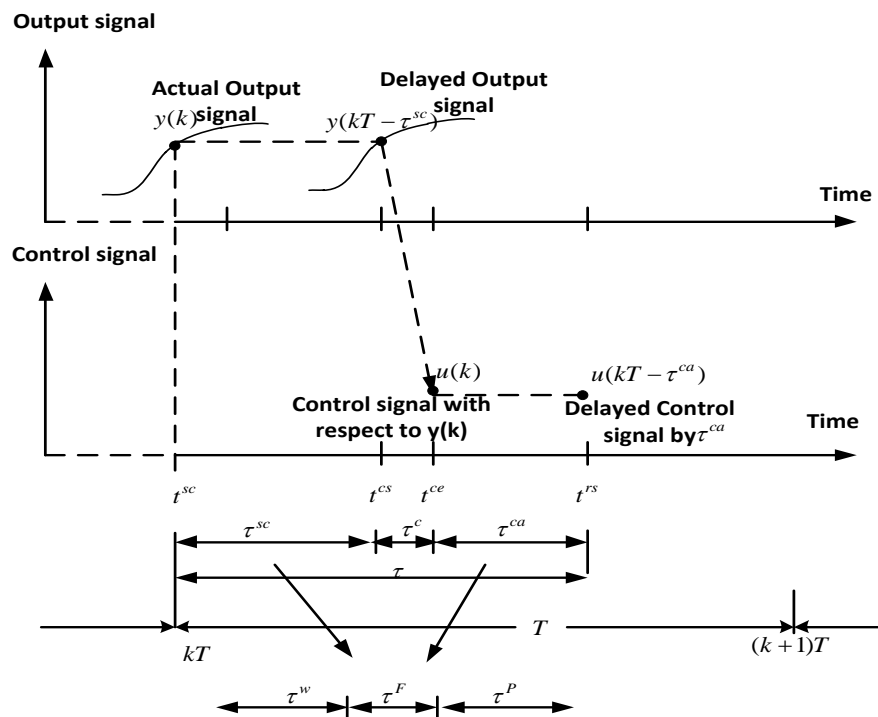 Output signal
Actual Output
signal
Delayed Output
signal
y(k)
y(kT − τ^{sc})
Time
Control signal
u(k)
u(kT − τ^{ca})
Control signal with
respect to y(k)
Delayed Control
signal by τ^{ca}
Time
t^{sc} t^{cs} t^{ce} t^{rs}
τ^{sc} τ^{c} τ^{ca}
τ
T
kT
(k + 1)T
τ^{w} τ^{F} τ^{P}